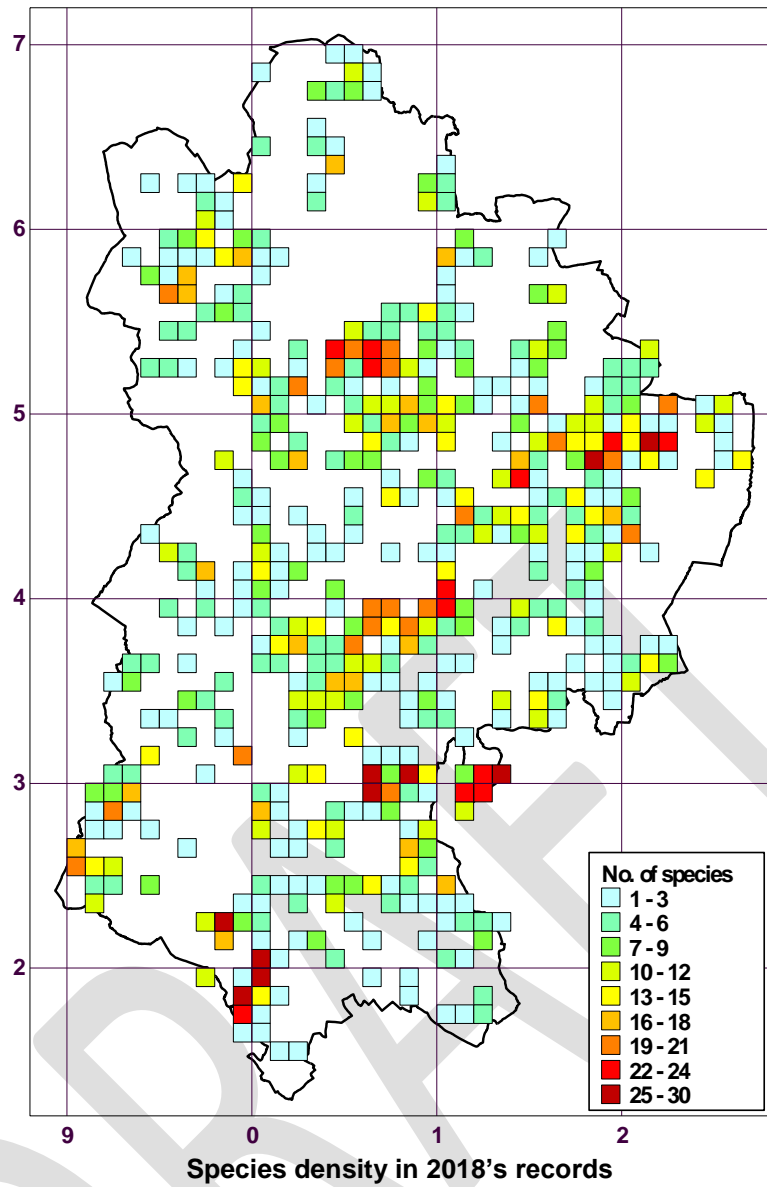 7
6
5
4
3
2
9 0 1 2
No. of species
1 - 3
4 - 6
7 - 9
10 - 12
13 - 15
16 - 18
19 - 21
22 - 24
25 - 30
Species density in 2018's records
DRAFT